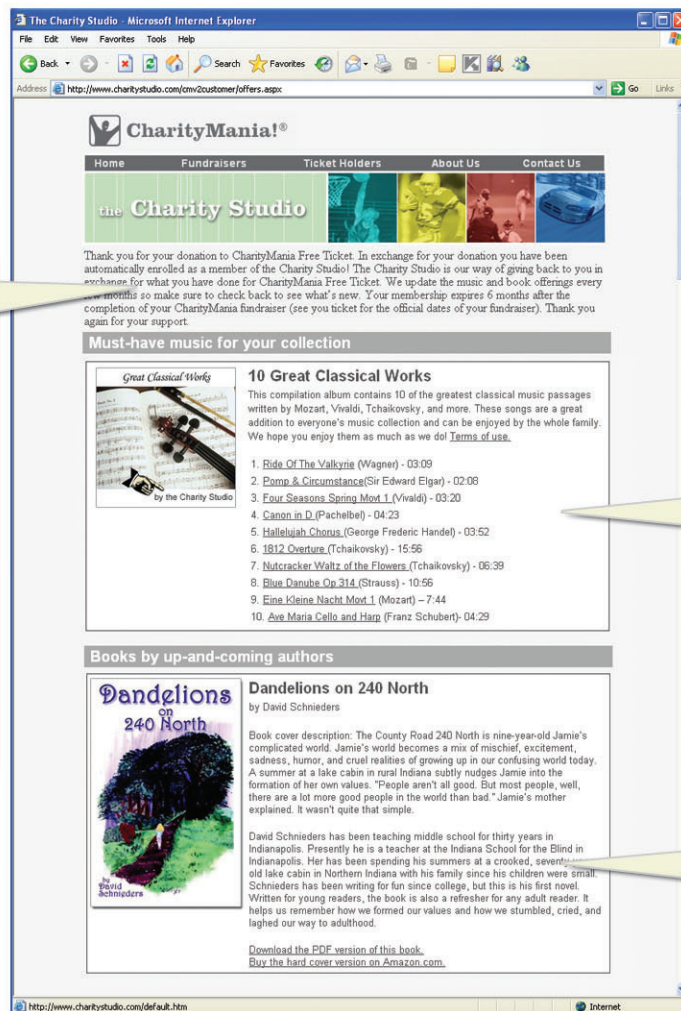 The Charity Studio - Microsoft Internet Explorer
File Edit View Favorites Tools Help
Back Search Favorites
Address http://www.charitystudio.com/cmv2customer/offers.aspx Go Links
CharityMania!®
Home Fundraisers Ticket Holders About Us Contact Us
the Charity Studio
Thank you for your donation to CharityMania Free Ticket. In exchange for your donation you have been
automatically enrolled as a member of the Charity Studio! The Charity Studio is our way of giving back to you in
exchange for what you have done for CharityMania Free Ticket. We update the music and book offerings every
few months so make sure to check back to see what's new. Your membership expires 6 months after the
completion of your CharityMania fundraiser (see you ticket for the official dates of your fundraiser). Thank you
again for your support.
Must-have music for your collection
Great Classical Works
by the Charity Studio
10 Great Classical Works
This compilation album contains 10 of the greatest classical music passages
written by Mozart, Vivaldi, Tchaikovsky, and more. These songs are a great
addition to everyone's music collection and can be enjoyed by the whole family.
We hope you enjoy them as much as we do! Terms of use.
1. Ride Of The Valkyrie (Wagner) - 03:09
2. Pomp & Circumstance(Sir Edward Elgar) - 02:08
3. Four Seasons Spring Movt 1 (Vivaldi) - 03:20
4. Canon in D (Pachelbel) - 04:23
5. Hallelujah Chorus (George Frederic Handel) - 03:52
6. 1812 Overture (Tchaikovsky) - 15:56
7. Nutcracker Waltz of the Flowers (Tchaikovsky) - 06:39
8. Blue Danube Op 314 (Strauss) - 10:56
9. Eine Kleine Nacht Movt 1 (Mozart) – 7:44
10. Ave Maria Cello and Harp (Franz Schubert)- 04:29
Books by up-and-coming authors
Dandelions
on
240 North
by
David
Schnieders
Dandelions on 240 North
by David Schnieders
Book cover description: The County Road 240 North is nine-year-old Jamie's
complicated world. Jamie's world becomes a mix of mischief, excitement,
sadness, humor, and cruel realities of growing up in our confusing world today.
A summer at a lake cabin in rural Indiana subtly nudges Jamie into the
formation of her own values. "People aren't all good. But most people, well,
there are a lot more good people in the world than bad." Jamie's mother
explained. It wasn't quite that simple.
David Schnieders has been teaching middle school for thirty years in
Indianapolis. Presently he is a teacher at the Indiana School for the Blind in
Indianapolis. Her has been spending his summers at a crooked, seventy
old lake cabin in Northern Indiana with his family since his children were small.
Schnieders has been writing for fun since college, but this is his first novel.
Written for young readers, the book is also a refresher for any adult reader. It
helps us remember how we formed our values and how we stumbled, cried, and
laghed our way to adulthood.
Download the PDF version of this book.
Buy the hard cover version on Amazon.com.
http://www.charitystudio.com/default.htm Internet